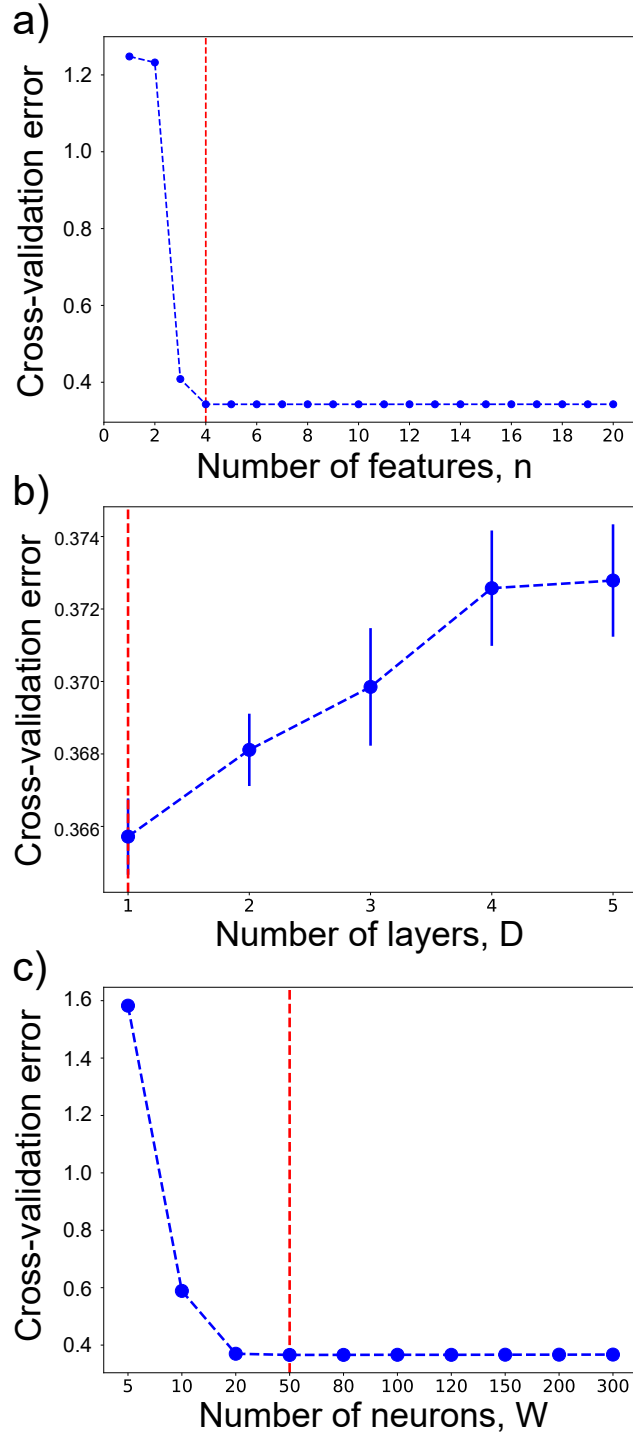 a)
Cross-validation error
1.2
1.0
0.8
0.6
0.4
0 2 4 6 8 10 12 14 16 18 20
Number of features, n
b)
Cross-validation error
0.374
0.372
0.370
0.368
0.366
1 2 3 4 5
Number of layers, D
c)
Cross-validation error
1.6
1.4
1.2
1.0
0.8
0.6
0.4
5 10 20 50 80 100 120 150 200 300
Number of neurons, W